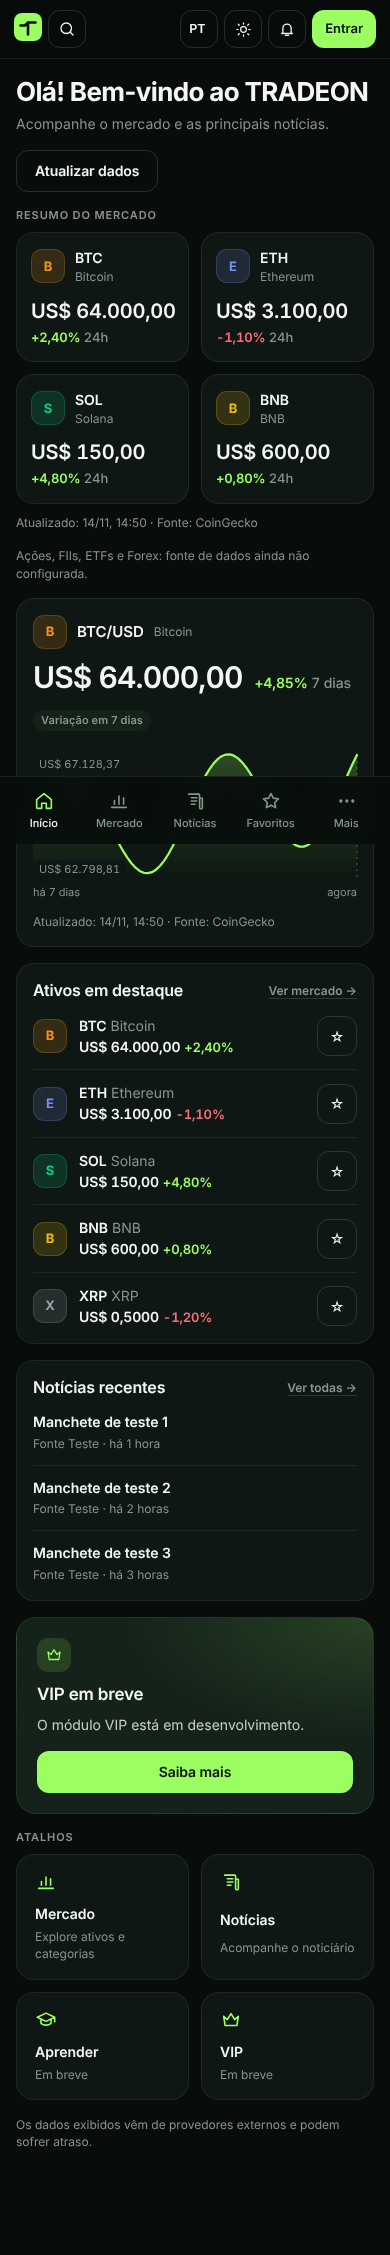 T
PT
Entrar
Olá! Bem-vindo ao TRADEON
Acompanhe o mercado e as principais notícias.
Atualizar dados
RESUMO DO MERCADO
B
BTC
Bitcoin
US$ 64.000,00
+2,40% 24h
E
ETH
Ethereum
US$ 3.100,00
-1,10% 24h
S
SOL
Solana
US$ 150,00
+4,80% 24h
B
BNB
BNB
US$ 600,00
+0,80% 24h
Atualizado: 14/11, 14:50 · Fonte: CoinGecko
Ações, FIIs, ETFs e Forex: fonte de dados ainda não
configurada.
B
BTC/USD Bitcoin
US$ 64.000,00 +4,85% 7 dias
Variação em 7 dias
US$ 67.128,37
Início
Mercado
Notícias
Favoritos
Mais
US$ 62.798,81
há 7 dias
agora
Atualizado: 14/11, 14:50 · Fonte: CoinGecko
Ativos em destaque
Ver mercado →
B
BTC Bitcoin
US$ 64.000,00 +2,40%
E
ETH Ethereum
US$ 3.100,00 -1,10%
S
SOL Solana
US$ 150,00 +4,80%
B
BNB BNB
US$ 600,00 +0,80%
X
XRP XRP
US$ 0,5000 -1,20%
Notícias recentes
Ver todas →
Manchete de teste 1
Fonte Teste · há 1 hora
Manchete de teste 2
Fonte Teste · há 2 horas
Manchete de teste 3
Fonte Teste · há 3 horas
VIP em breve
O módulo VIP está em desenvolvimento.
Saiba mais
ATALHOS
Mercado
Explore ativos e
categorias
Notícias
Acompanhe o noticiário
Aprender
Em breve
VIP
Em breve
Os dados exibidos vêm de provedores externos e podem
sofrer atraso.